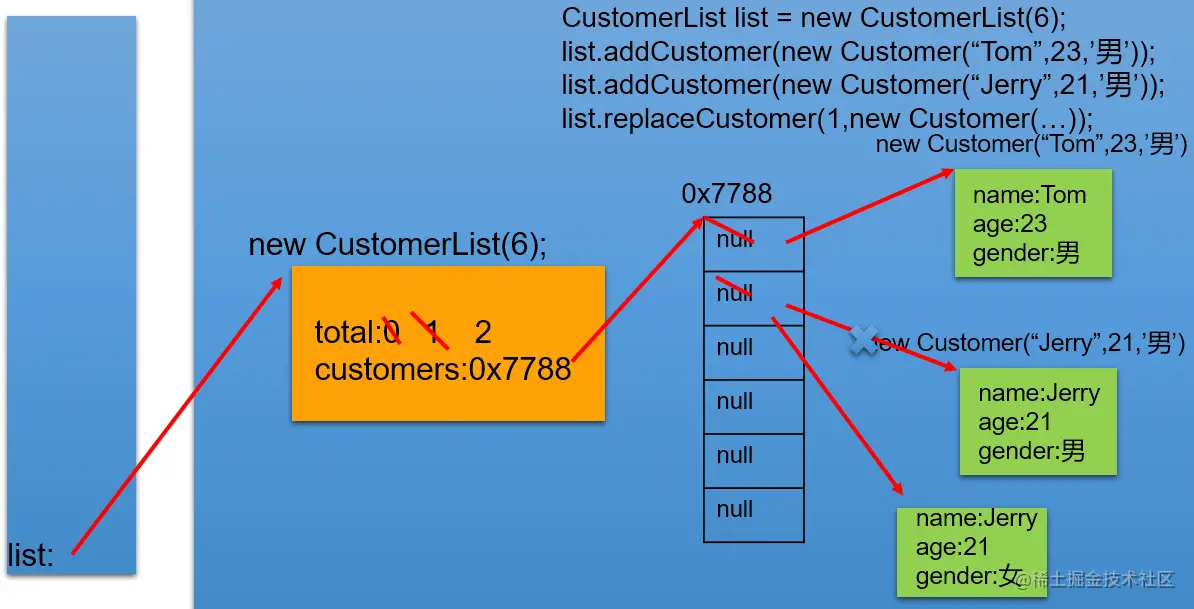 CustomerList list = new CustomerList(6);
list.addCustomer(new Customer(“Tom”,23,’男’));
list.addCustomer(new Customer(“Jerry”,21,’男’));
list.replaceCustomer(1,new Customer(…));
new Customer(“Tom”,23,’男’)
0x7788
name:Tom
age:23
gender:男
new CustomerList(6);
total:0 1 2
customers:0x7788
null
null
null
null
null
null
new Customer(“Jerry”,21,’男’)
name:Jerry
age:21
gender:男
name:Jerry
age:21
gender:女
list:
@稀土掘金技术社区